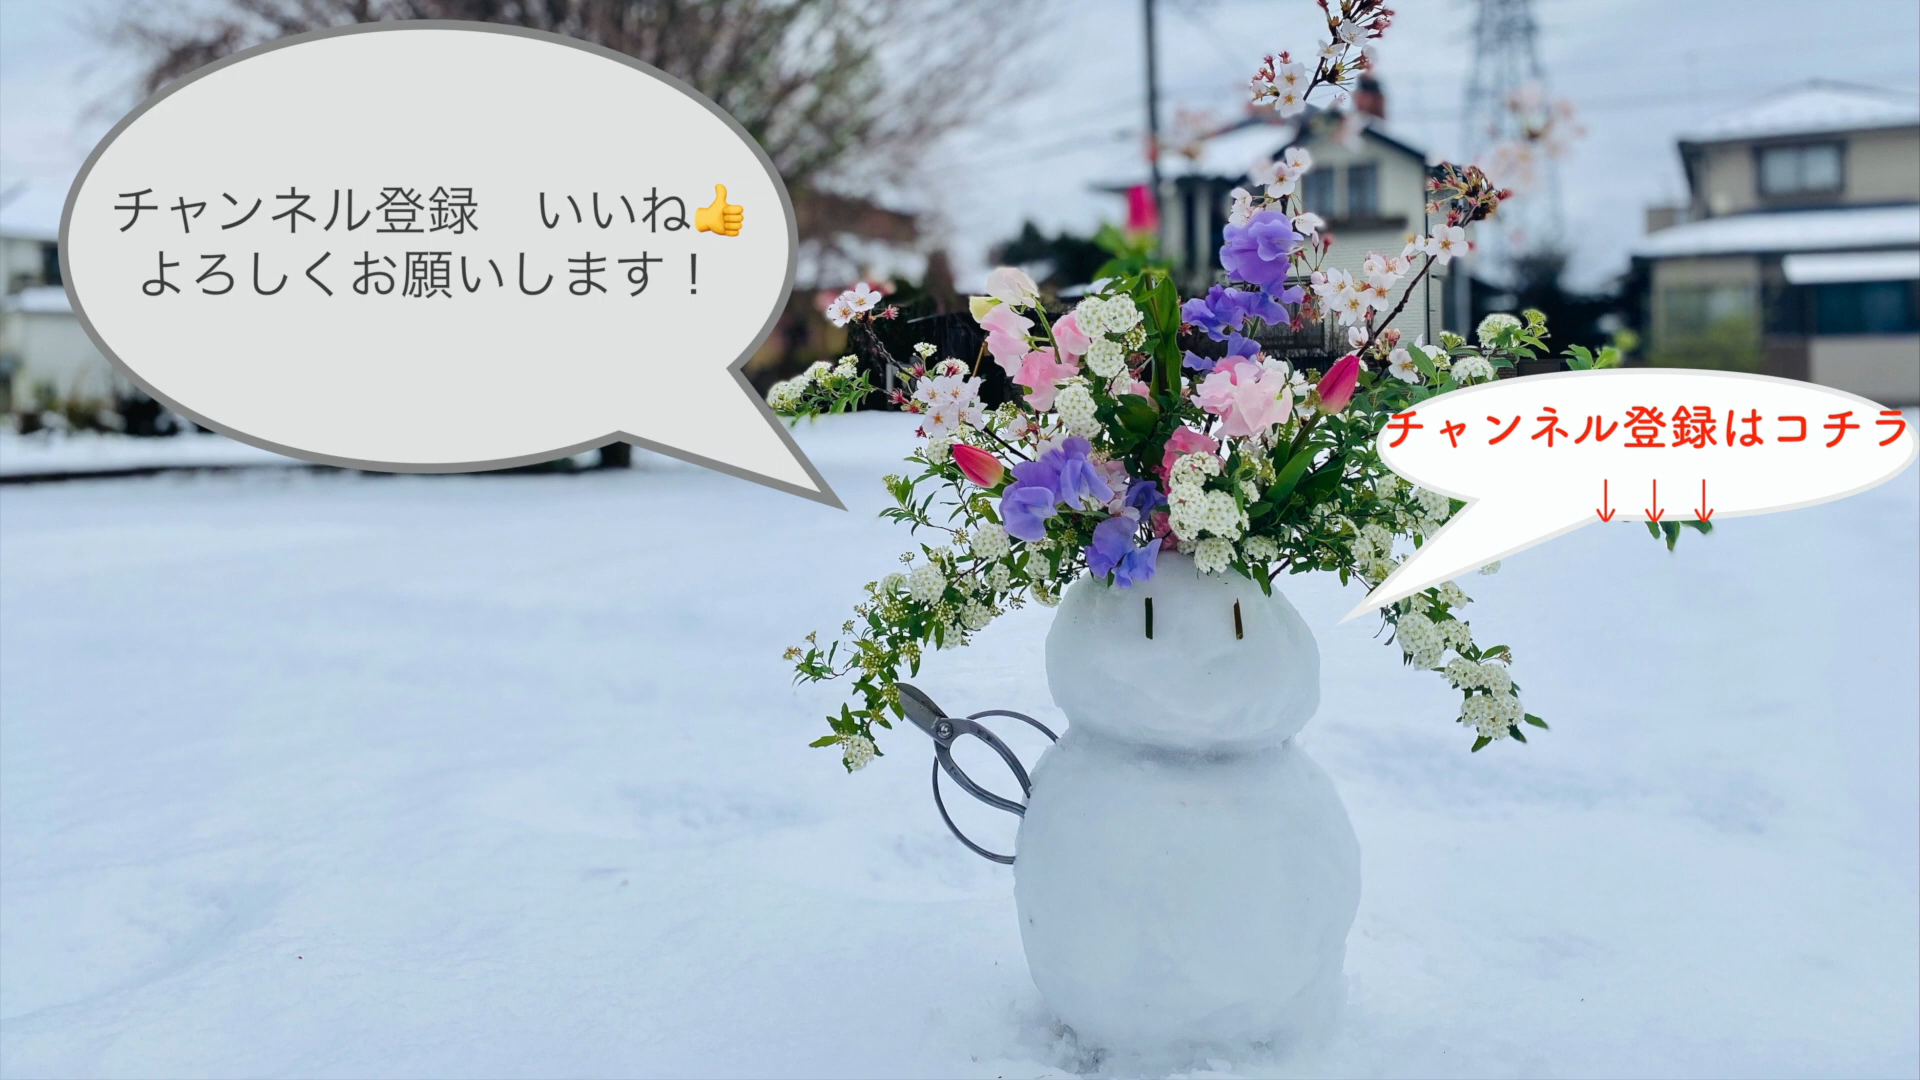 チャンネル登録　いいね👍
よろしくお願いします！
チャンネル登録はコチラ
↓ ↓ ↓